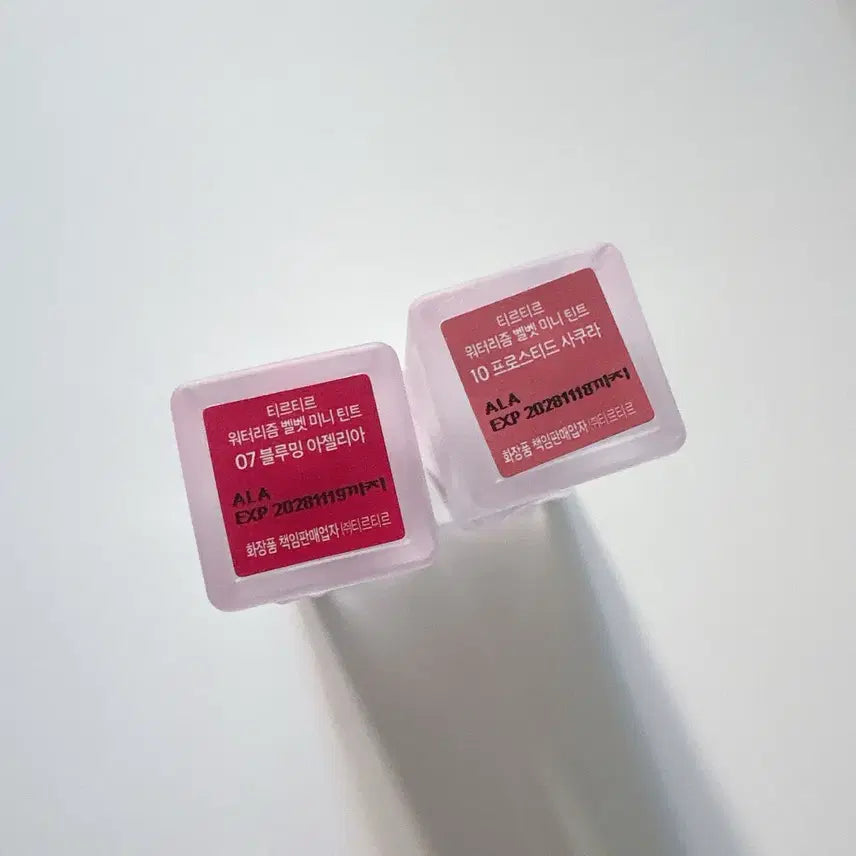 티르티르
워터리즘 벨벳 미니 틴트
07 블루밍 아젤리아
ALA
EXP 20281119까지
화장품 책임판매업자 ㈜티르티르
티르티르
워터리즘 벨벳 미니 틴트
10 프로스티드 사쿠라
ALA
EXP 20281118까지
화장품 책임판매업자 ㈜티르티르